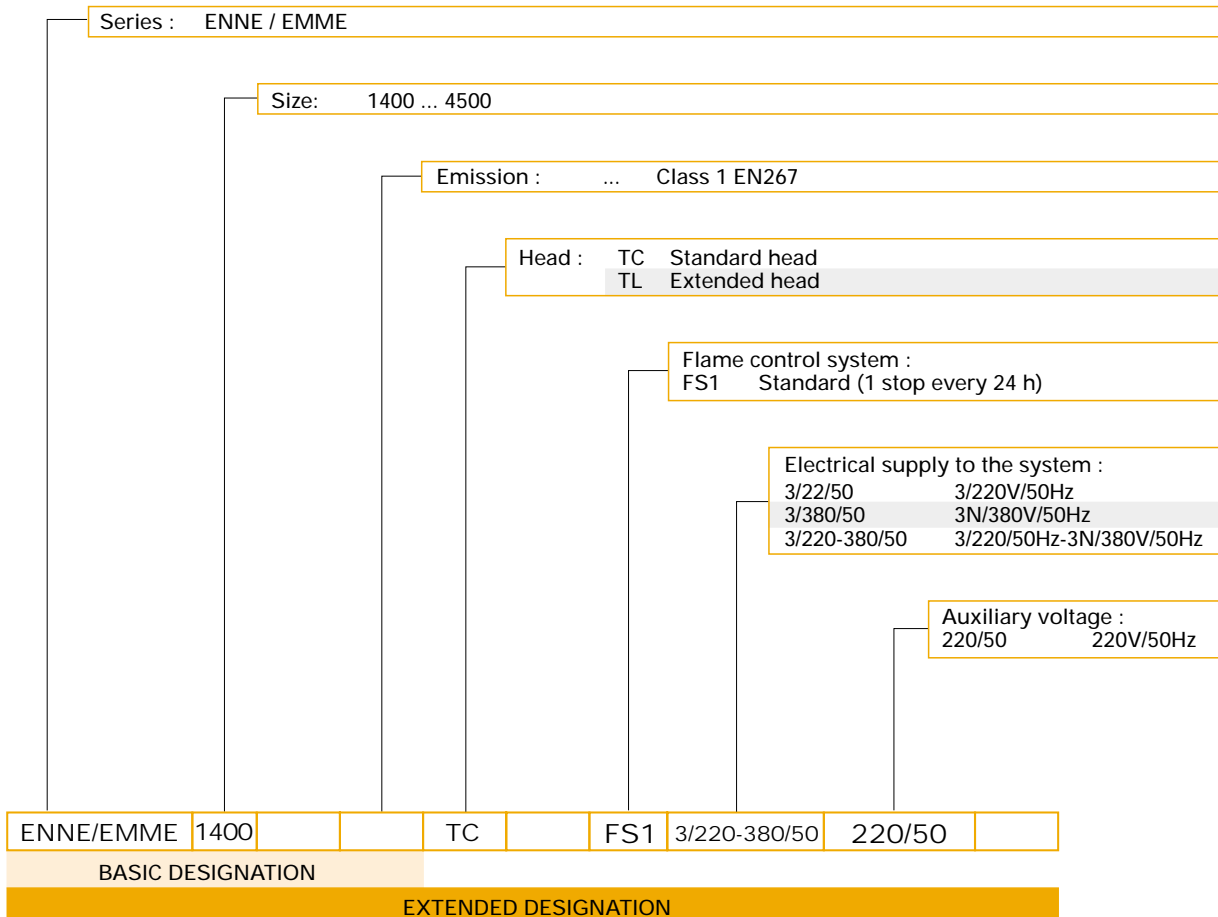 Series : ENNE / EMME
Size: 1400 ... 4500
Emission : ... Class 1 EN267
Head : TC Standard head
TL Extended head
Flame control system :
FS1 Standard (1 stop every 24 h)
Electrical supply to the system :
3/22/50 3/220V/50Hz
3/380/50 3N/380V/50Hz
3/220-380/50 3/220/50Hz-3N/380V/50Hz
Auxiliary voltage :
220/50 220V/50Hz
ENNE/EMME 1400 TC FS1 3/220-380/50 220/50
BASIC DESIGNATION
EXTENDED DESIGNATION